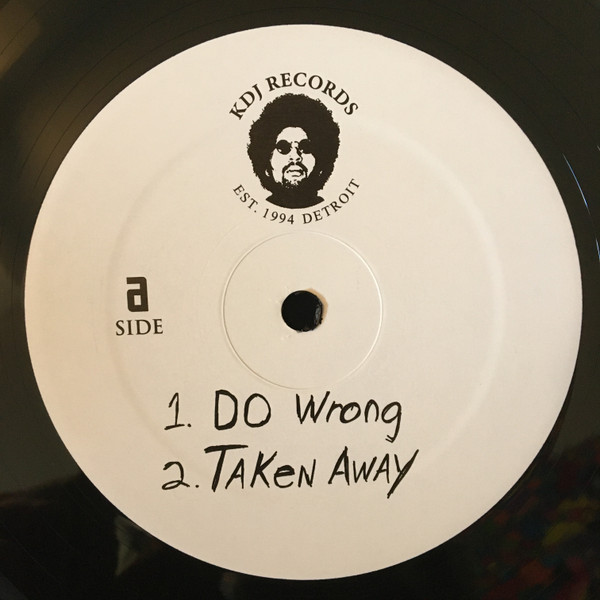 KDJ RECORDS
EST. 1994 DETROIT
a
SIDE
1. DO Wrong
2. TAKeN AWAY